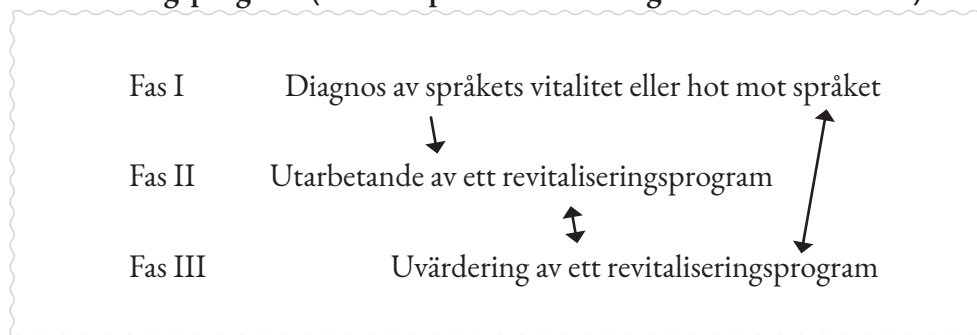 Fas I Diagnos av språkets vitalitet eller hot mot språket
Fas II Utarbetande av ett revitaliseringsprogram
Fas III Uvärdering av ett revitaliseringsprogram